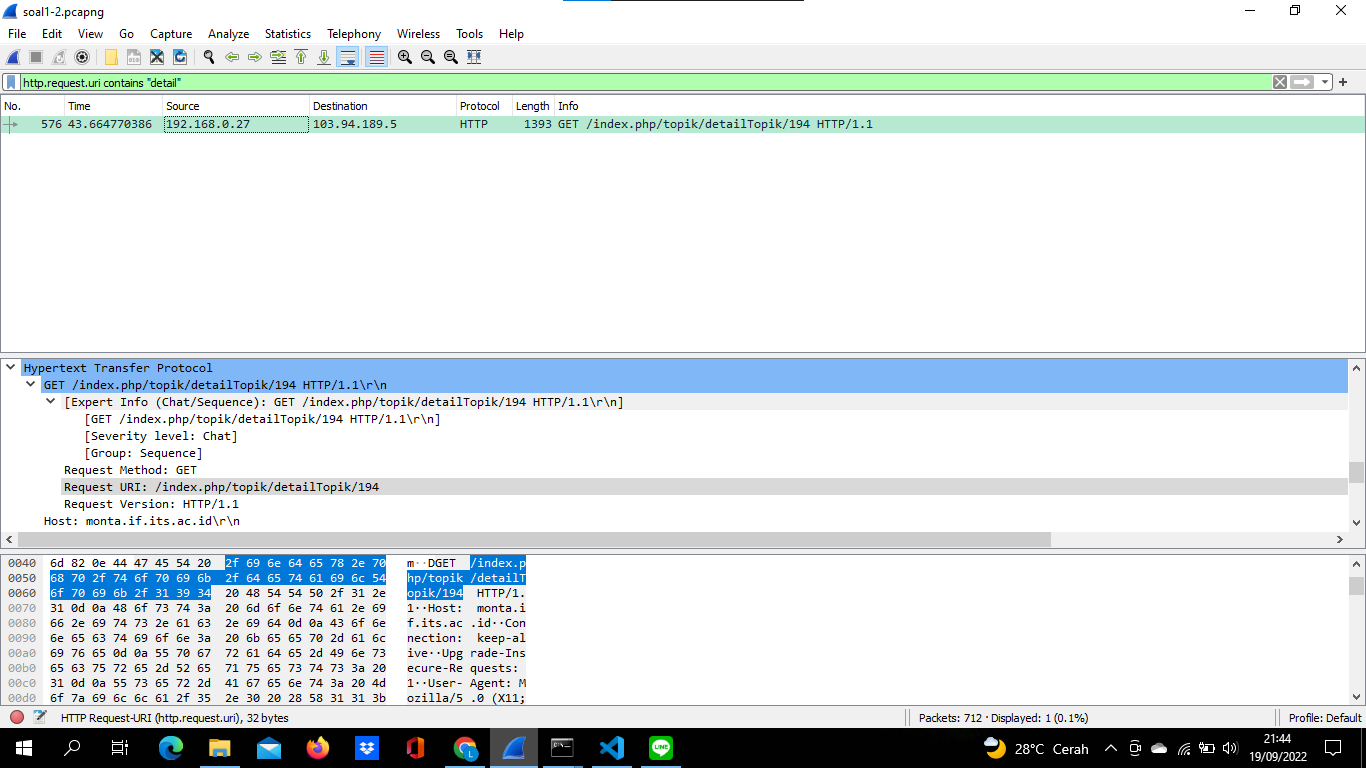 soal1-2.pcapng
File Edit View Go Capture Analyze Statistics Telephony Wireless Tools Help
http.request.uri contains "detail"
No. Time Source Destination Protocol Length Info
576 43.664770386 192.168.0.27 103.94.189.5 HTTP 1393 GET /index.php/topik/detailTopik/194 HTTP/1.1
Hypertext Transfer Protocol
GET /index.php/topik/detailTopik/194 HTTP/1.1\r\n
[Expert Info (Chat/Sequence): GET /index.php/topik/detailTopik/194 HTTP/1.1\r\n]
[GET /index.php/topik/detailTopik/194 HTTP/1.1\r\n]
[Severity level: Chat]
[Group: Sequence]
Request Method: GET
Request URI: /index.php/topik/detailTopik/194
Request Version: HTTP/1.1
Host: monta.if.its.ac.id\r\n
0040 6d 82 0e 44 47 45 54 20 2f 69 6e 64 65 78 2e 70 m··DGET /index.p
0050 68 70 2f 74 6f 70 69 6b 2f 64 65 74 61 69 6c 54 hp/topik /detailT
0060 6f 70 69 6b 2f 31 39 34 20 48 54 54 50 2f 31 2e opik/194 HTTP/1.
0070 31 0d 0a 48 6f 73 74 3a 20 6d 6f 6e 74 61 2e 69 1··Host: monta.i
0080 66 2e 69 74 73 2e 61 63 2e 69 64 0d 0a 43 6f 6e f.its.ac .id··Con
0090 6e 65 63 74 69 6f 6e 3a 20 6b 65 65 70 2d 61 6c nection: keep-al
00a0 69 76 65 0d 0a 55 70 67 72 61 64 65 2d 49 6e 73 ive··Upg rade-Ins
00b0 65 63 75 72 65 2d 52 65 71 75 65 73 74 73 3a 20 ecure-Re quests:
00c0 31 0d 0a 55 73 65 72 2d 41 67 65 6e 74 3a 20 4d 1··User- Agent: M
00d0 6f 7a 69 6c 6c 61 2f 35 2e 30 20 28 58 31 31 3b ozilla/5 .0 (X11;
HTTP Request-URI (http.request.uri), 32 bytes Packets: 712 · Displayed: 1 (0.1%) Profile: Default
28°C Cerah 21:44
19/09/2022